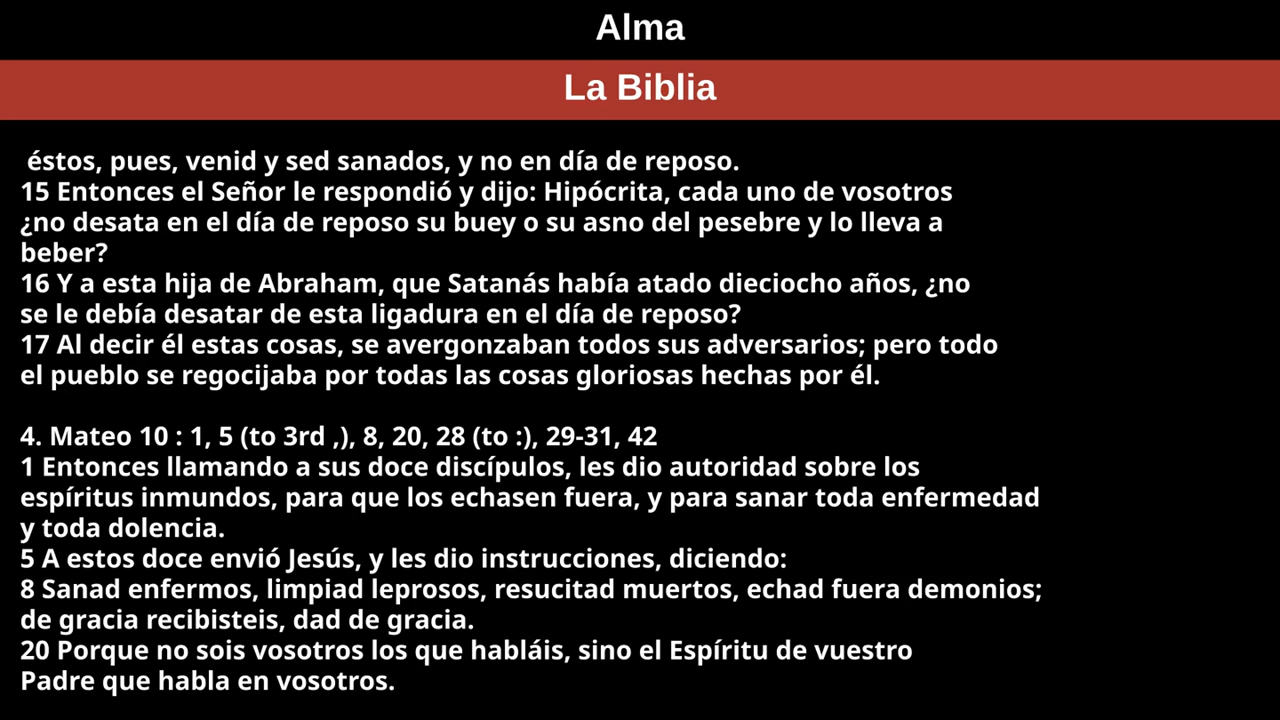 Alma
La Biblia
éstos, pues, venid y sed sanados, y no en día de reposo.
15 Entonces el Señor le respondió y dijo: Hipócrita, cada uno de vosotros
¿no desata en el día de reposo su buey o su asno del pesebre y lo lleva a
beber?
16 Y a esta hija de Abraham, que Satanás había atado dieciocho años, ¿no
se le debía desatar de esta ligadura en el día de reposo?
17 Al decir él estas cosas, se avergonzaban todos sus adversarios; pero todo
el pueblo se regocijaba por todas las cosas gloriosas hechas por él.
4. Mateo 10 : 1, 5 (to 3rd ,), 8, 20, 28 (to :), 29-31, 42
1 Entonces llamando a sus doce discípulos, les dio autoridad sobre los
espíritus inmundos, para que los echasen fuera, y para sanar toda enfermedad
y toda dolencia.
5 A estos doce envió Jesús, y les dio instrucciones, diciendo:
8 Sanad enfermos, limpiad leprosos, resucitad muertos, echad fuera demonios;
de gracia recibisteis, dad de gracia.
20 Porque no sois vosotros los que habláis, sino el Espíritu de vuestro
Padre que habla en vosotros.